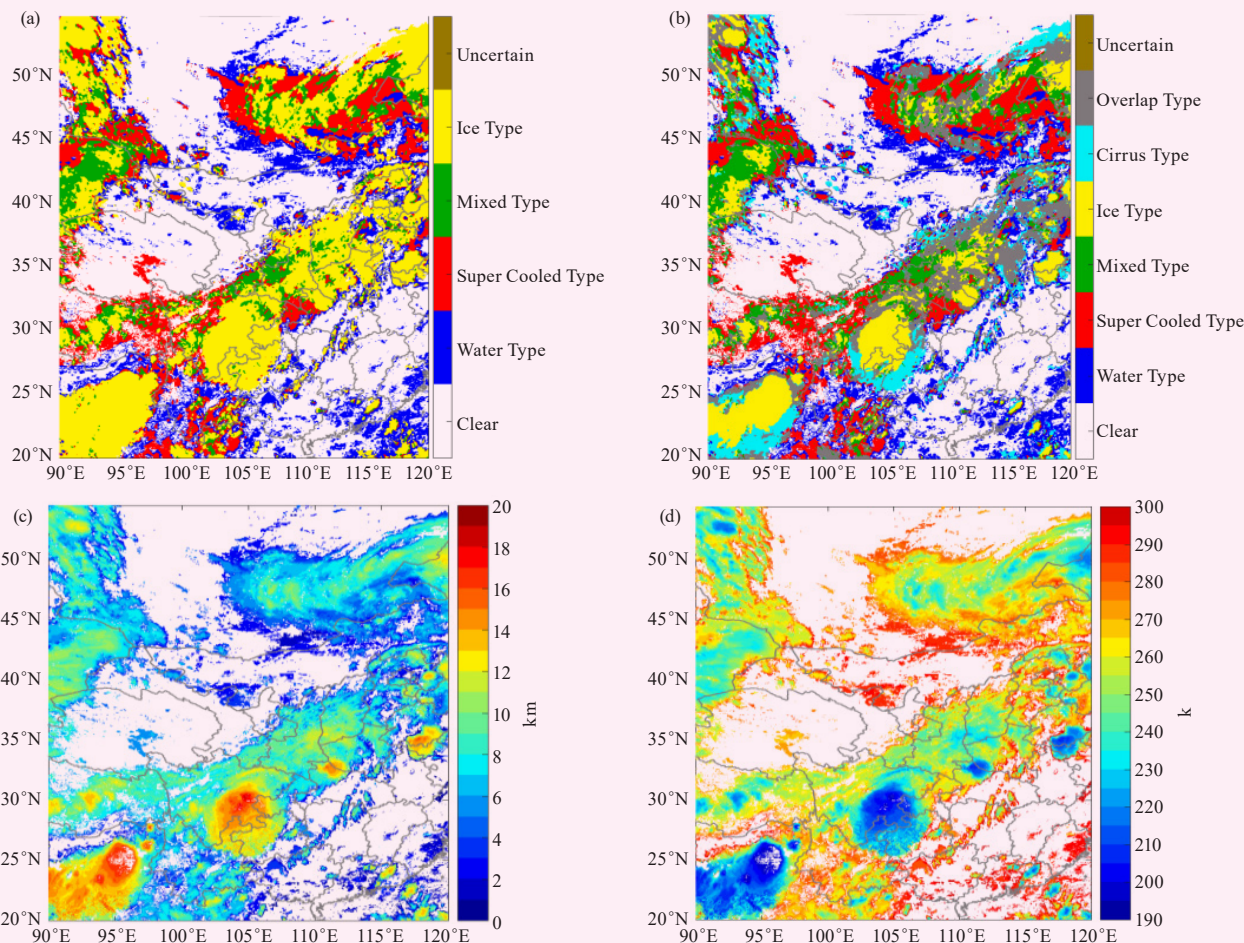 (a)
50°N
45°N
40°N
35°N
30°N
25°N
20°N
90°E 95°E 100°E 105°E 110°E 115°E 120°E
Uncertain
Ice Type
Mixed Type
Super Cooled Type
Water Type
Clear
(b)
50°N
45°N
40°N
35°N
30°N
25°N
20°N
90°E 95°E 100°E 105°E 110°E 115°E 120°E
Uncertain
Overlap Type
Cirrus Type
Ice Type
Mixed Type
Super Cooled Type
Water Type
Clear
(c)
50°N
45°N
40°N
35°N
30°N
25°N
20°N
90°E 95°E 100°E 105°E 110°E 115°E 120°E
20
18
16
14
12
10
8
6
4
2
0
km
(d)
50°N
45°N
40°N
35°N
30°N
25°N
20°N
90°E 95°E 100°E 105°E 110°E 115°E 120°E
300
290
280
270
260
250
240
230
220
210
200
190
k